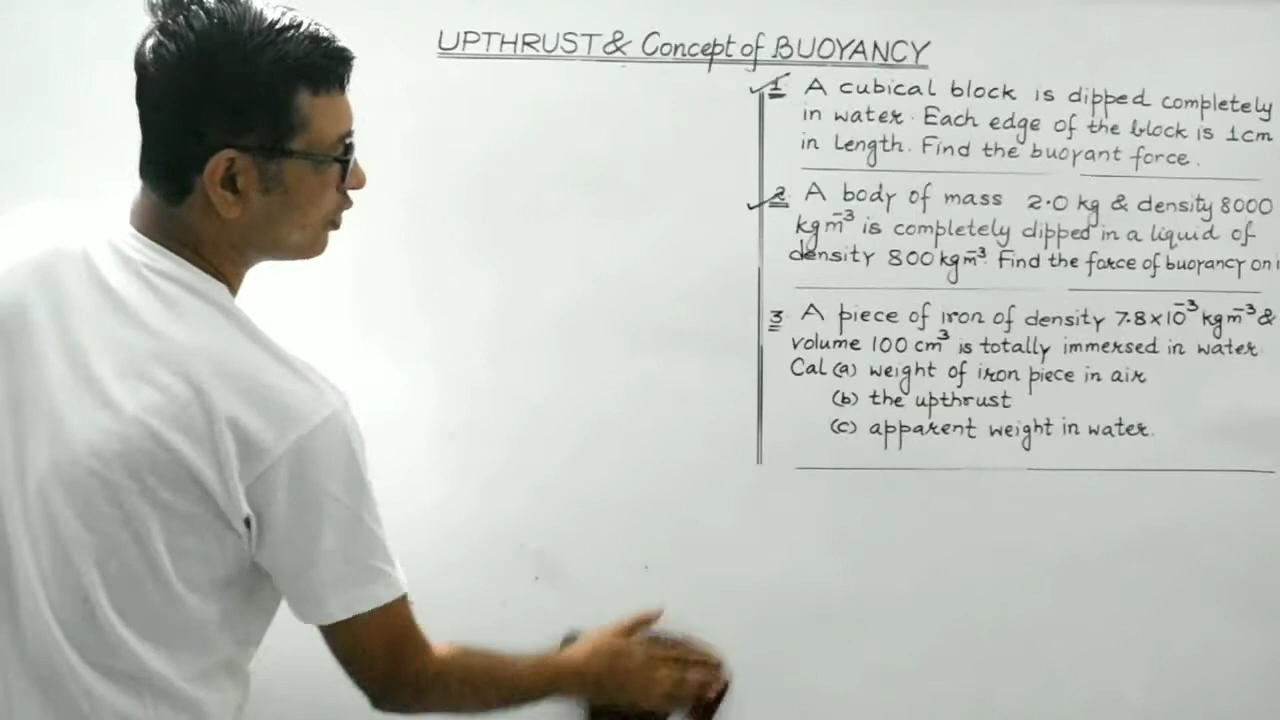 UPTHRUST & Concept of BUOYANCY
1. A cubical block is dipped completely
in water. Each edge of the block is 1cm
in Length. Find the buoyant force.
2. A body of mass 2.0 kg & density 8000
kgm⁻³ is completely dipped in a liquid of
density 800 kgm⁻³. Find the force of buoyancy on
3. A piece of iron of density 7.8×10⁻³ kgm⁻³ &
volume 100 cm³ is totally immersed in water.
Cal (a) weight of iron piece in air
(b) the upthrust
(c) apparent weight in water.